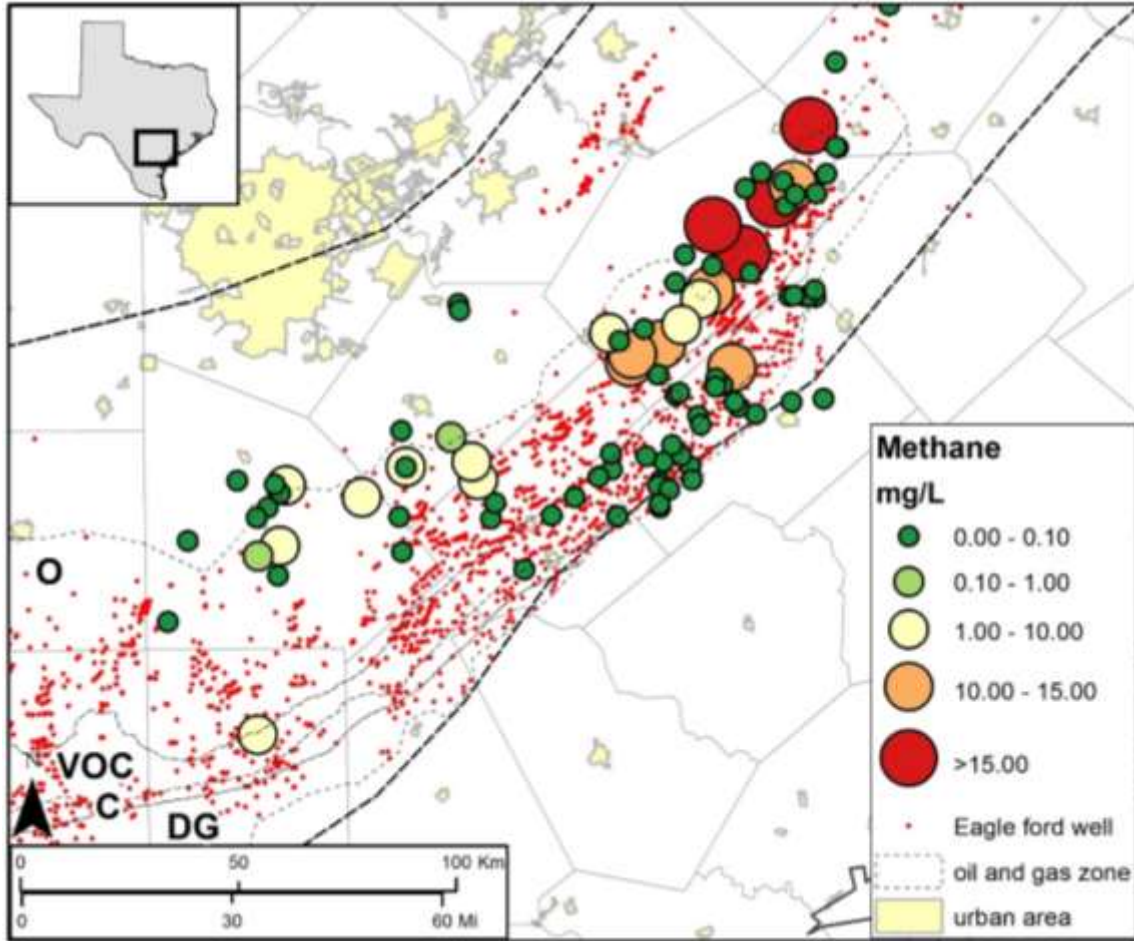 O
VOC
N
C
DG
0 50 100 Km
0 30 60 Mi
Methane
mg/L
0.00 - 0.10
0.10 - 1.00
1.00 - 10.00
10.00 - 15.00
>15.00
Eagle ford well
oil and gas zone
urban area